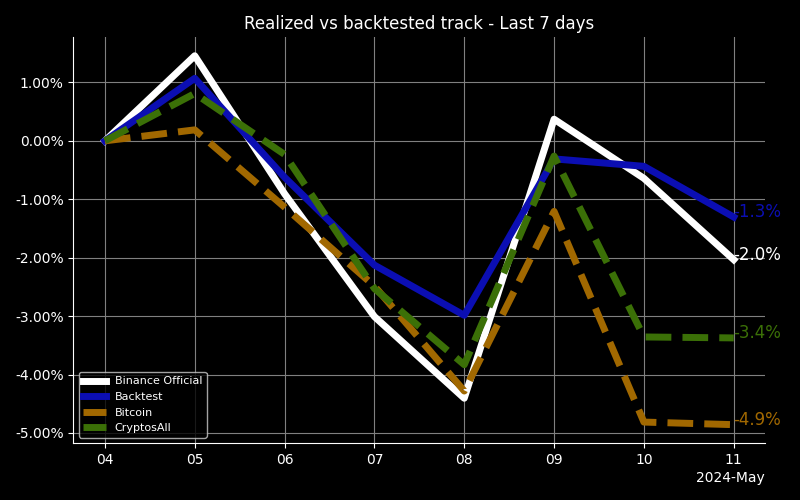 Realized vs backtested track - Last 7 days
1.00%
0.00%
-1.00%
-2.00%
-3.00%
-4.00%
-5.00%
-1.3%
-2.0%
-3.4%
-4.9%
Binance Official
Backtest
Bitcoin
CryptosAll
04 05 06 07 08 09 10 11
2024-May